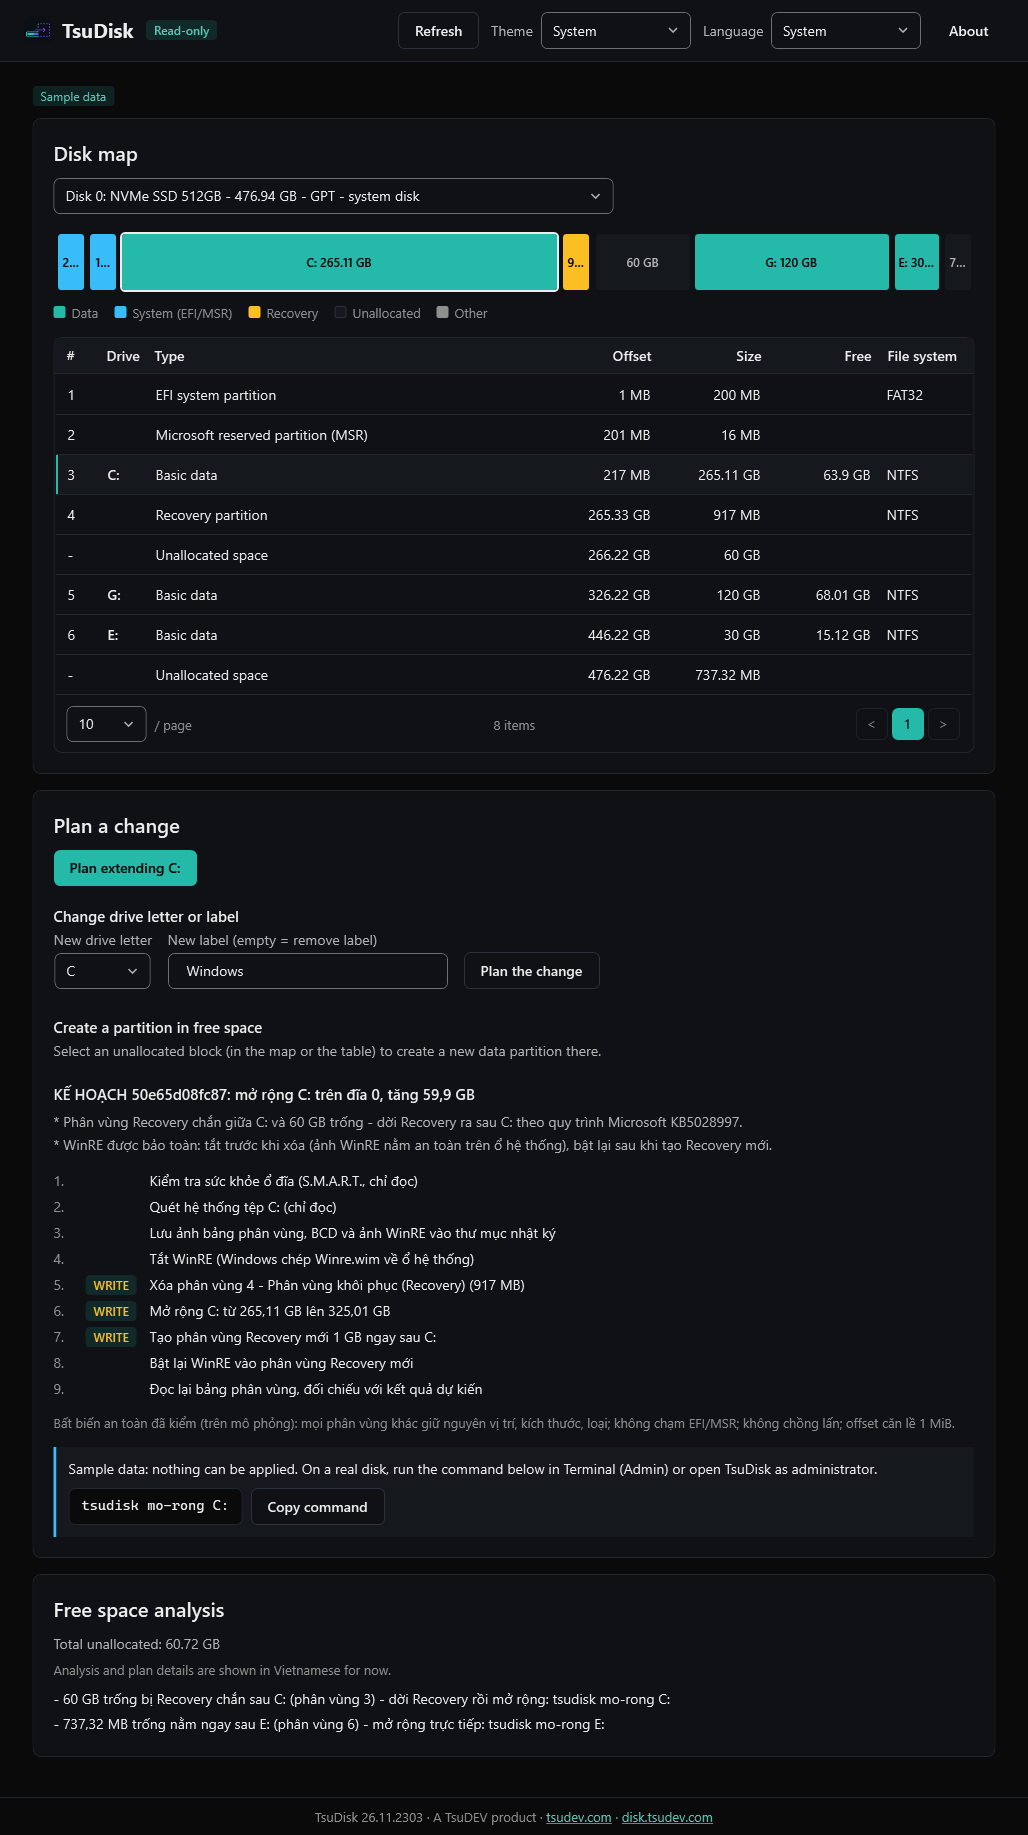 TsuDisk Read-only Refresh Theme System Language System About
Sample data
Disk map
Disk 0: NVMe SSD 512GB - 476.94 GB - GPT - system disk
2... 1... C: 265.11 GB 9... 60 GB G: 120 GB E: 30... 7...
Data System (EFI/MSR) Recovery Unallocated Other
# Drive Type Offset Size Free File system
1 EFI system partition 1 MB 200 MB FAT32
2 Microsoft reserved partition (MSR) 201 MB 16 MB
3 C: Basic data 217 MB 265.11 GB 63.9 GB NTFS
4 Recovery partition 265.33 GB 917 MB NTFS
- Unallocated space 266.22 GB 60 GB
5 G: Basic data 326.22 GB 120 GB 68.01 GB NTFS
6 E: Basic data 446.22 GB 30 GB 15.12 GB NTFS
- Unallocated space 476.22 GB 737.32 MB
10 / page 8 items < 1 >
Plan a change
Plan extending C:
Change drive letter or label
New drive letter New label (empty = remove label)
C Windows Plan the change
Create a partition in free space
Select an unallocated block (in the map or the table) to create a new data partition there.
KẾ HOẠCH 50e65d08fc87: mở rộng C: trên đĩa 0, tăng 59,9 GB
* Phân vùng Recovery chắn giữa C: và 60 GB trống - dời Recovery ra sau C: theo quy trình Microsoft KB5028997.
* WinRE được bảo toàn: tắt trước khi xóa (ảnh WinRE nằm an toàn trên ổ hệ thống), bật lại sau khi tạo Recovery mới.
1. Kiểm tra sức khỏe ổ đĩa (S.M.A.R.T., chỉ đọc)
2. Quét hệ thống tệp C: (chỉ đọc)
3. Lưu ảnh bảng phân vùng, BCD và ảnh WinRE vào thư mục nhật ký
4. Tắt WinRE (Windows chép Winre.wim về ổ hệ thống)
5. WRITE Xóa phân vùng 4 - Phân vùng khôi phục (Recovery) (917 MB)
6. WRITE Mở rộng C: từ 265,11 GB lên 325,01 GB
7. WRITE Tạo phân vùng Recovery mới 1 GB ngay sau C:
8. Bật lại WinRE vào phân vùng Recovery mới
9. Đọc lại bảng phân vùng, đối chiếu với kết quả dự kiến
Bất biến an toàn đã kiểm (trên mô phỏng): mọi phân vùng khác giữ nguyên vị trí, kích thước, loại; không chạm EFI/MSR; không chồng lấn; offset căn lề 1 MiB.
Sample data: nothing can be applied. On a real disk, run the command below in Terminal (Admin) or open TsuDisk as administrator.
tsudisk mo-rong C: Copy command
Free space analysis
Total unallocated: 60.72 GB
Analysis and plan details are shown in Vietnamese for now.
- 60 GB trống bị Recovery chắn sau C: (phân vùng 3) - dời Recovery rồi mở rộng: tsudisk mo-rong C:
- 737,32 MB trống nằm ngay sau E: (phân vùng 6) - mở rộng trực tiếp: tsudisk mo-rong E:
TsuDisk 26.11.2303 · A TsuDEV product · tsudev.com · disk.tsudev.com